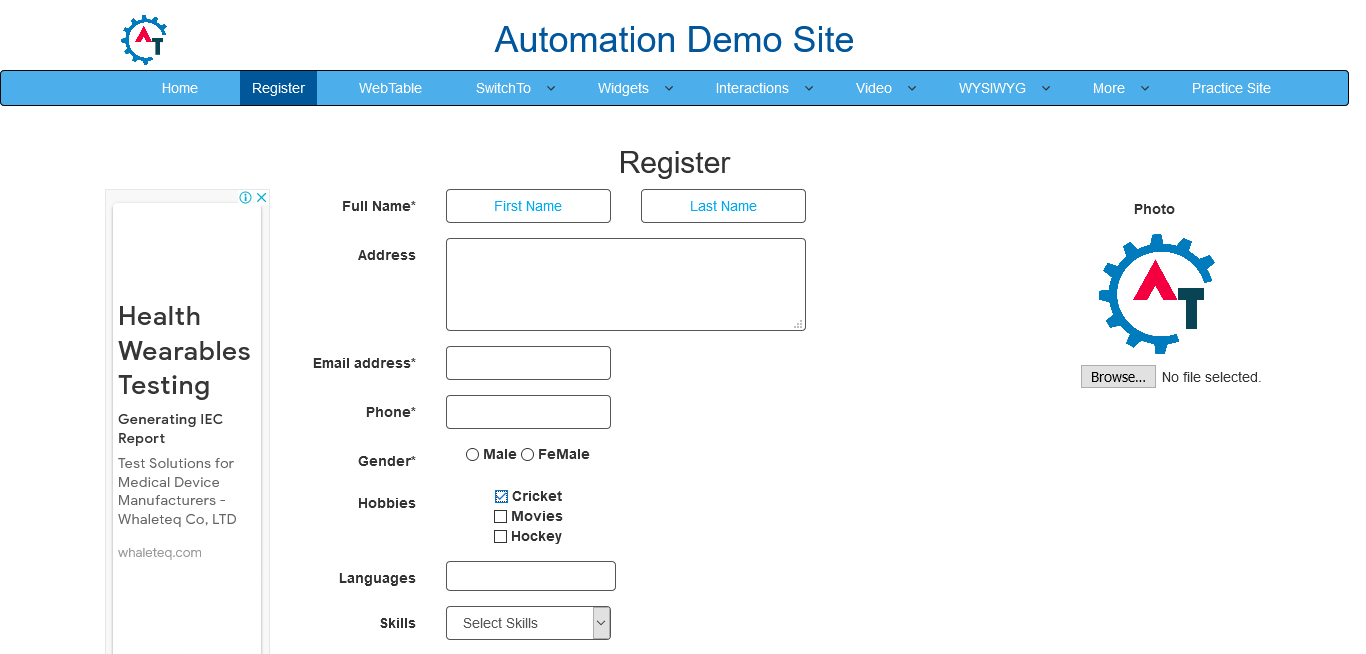 AT
Automation Demo Site
Home Register WebTable SwitchTo Widgets Interactions Video WYSIWYG More Practice Site
Register
Full Name* First Name Last Name
Address
Email address*
Phone*
Gender* Male FeMale
Hobbies Cricket
Movies
Hockey
Languages
Skills Select Skills
Photo
AT
Browse... No file selected.
Health
Wearables
Testing
Generating IEC
Report
Test Solutions for
Medical Device
Manufacturers -
Whaleteq Co, LTD
whaleteq.com